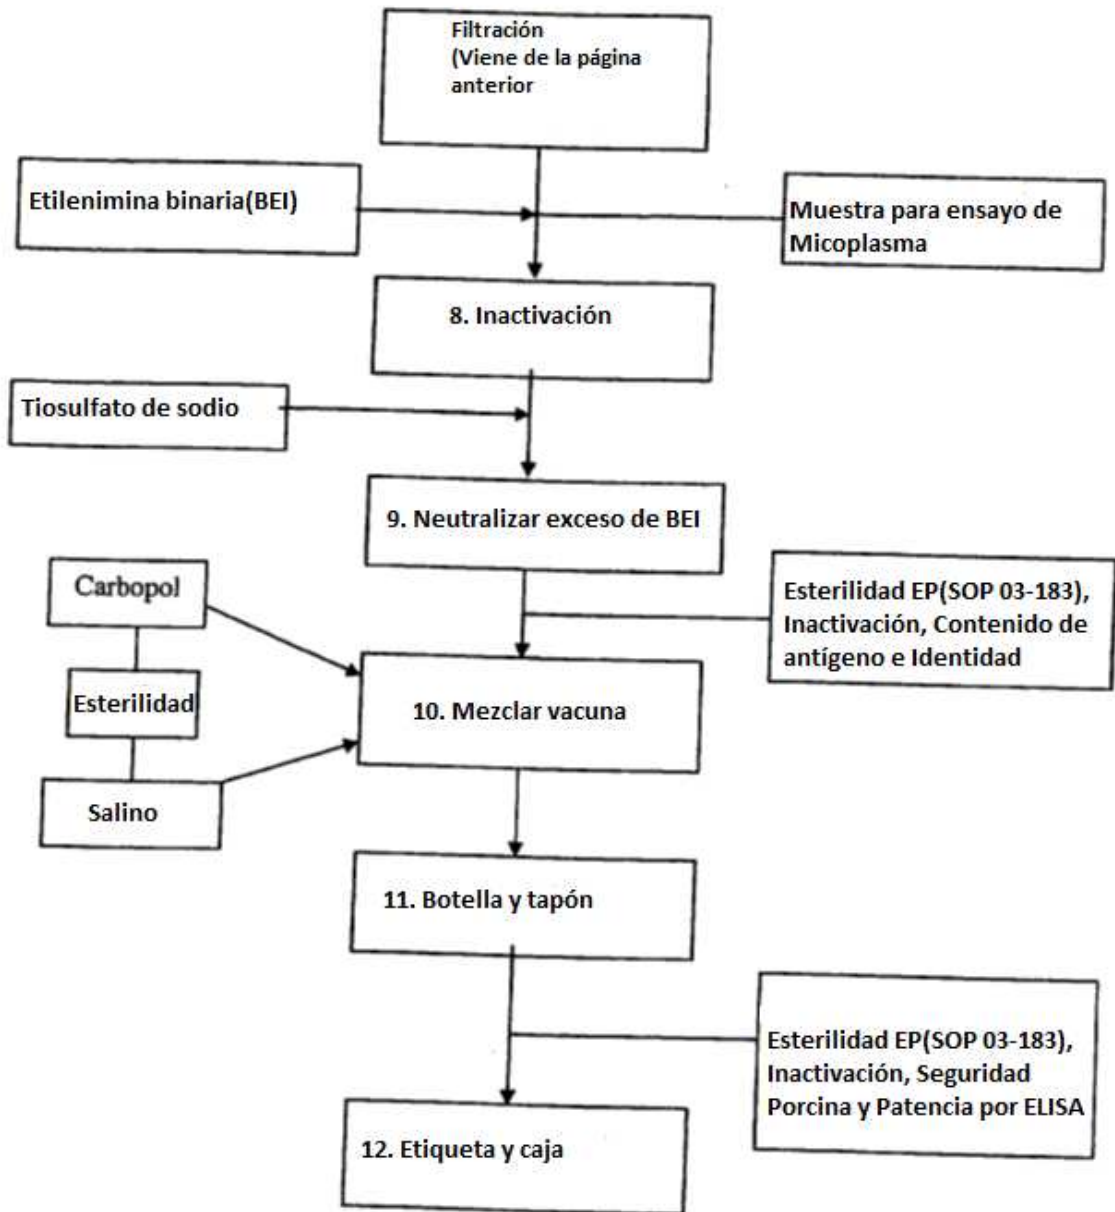 Filtración
(Viene de la página
anterior
Etilenimina binaria(BEI)
Muestra para ensayo de
Micoplasma
8. Inactivación
Tiosulfato de sodio
9. Neutralizar exceso de BEI
Carbopol
Esterilidad
Salino
Esterilidad EP(SOP 03-183),
Inactivación, Contenido de
antígeno e Identidad
10. Mezclar vacuna
11. Botella y tapón
Esterilidad EP(SOP 03-183),
Inactivación, Seguridad
Porcina y Patencia por ELISA
12. Etiqueta y caja